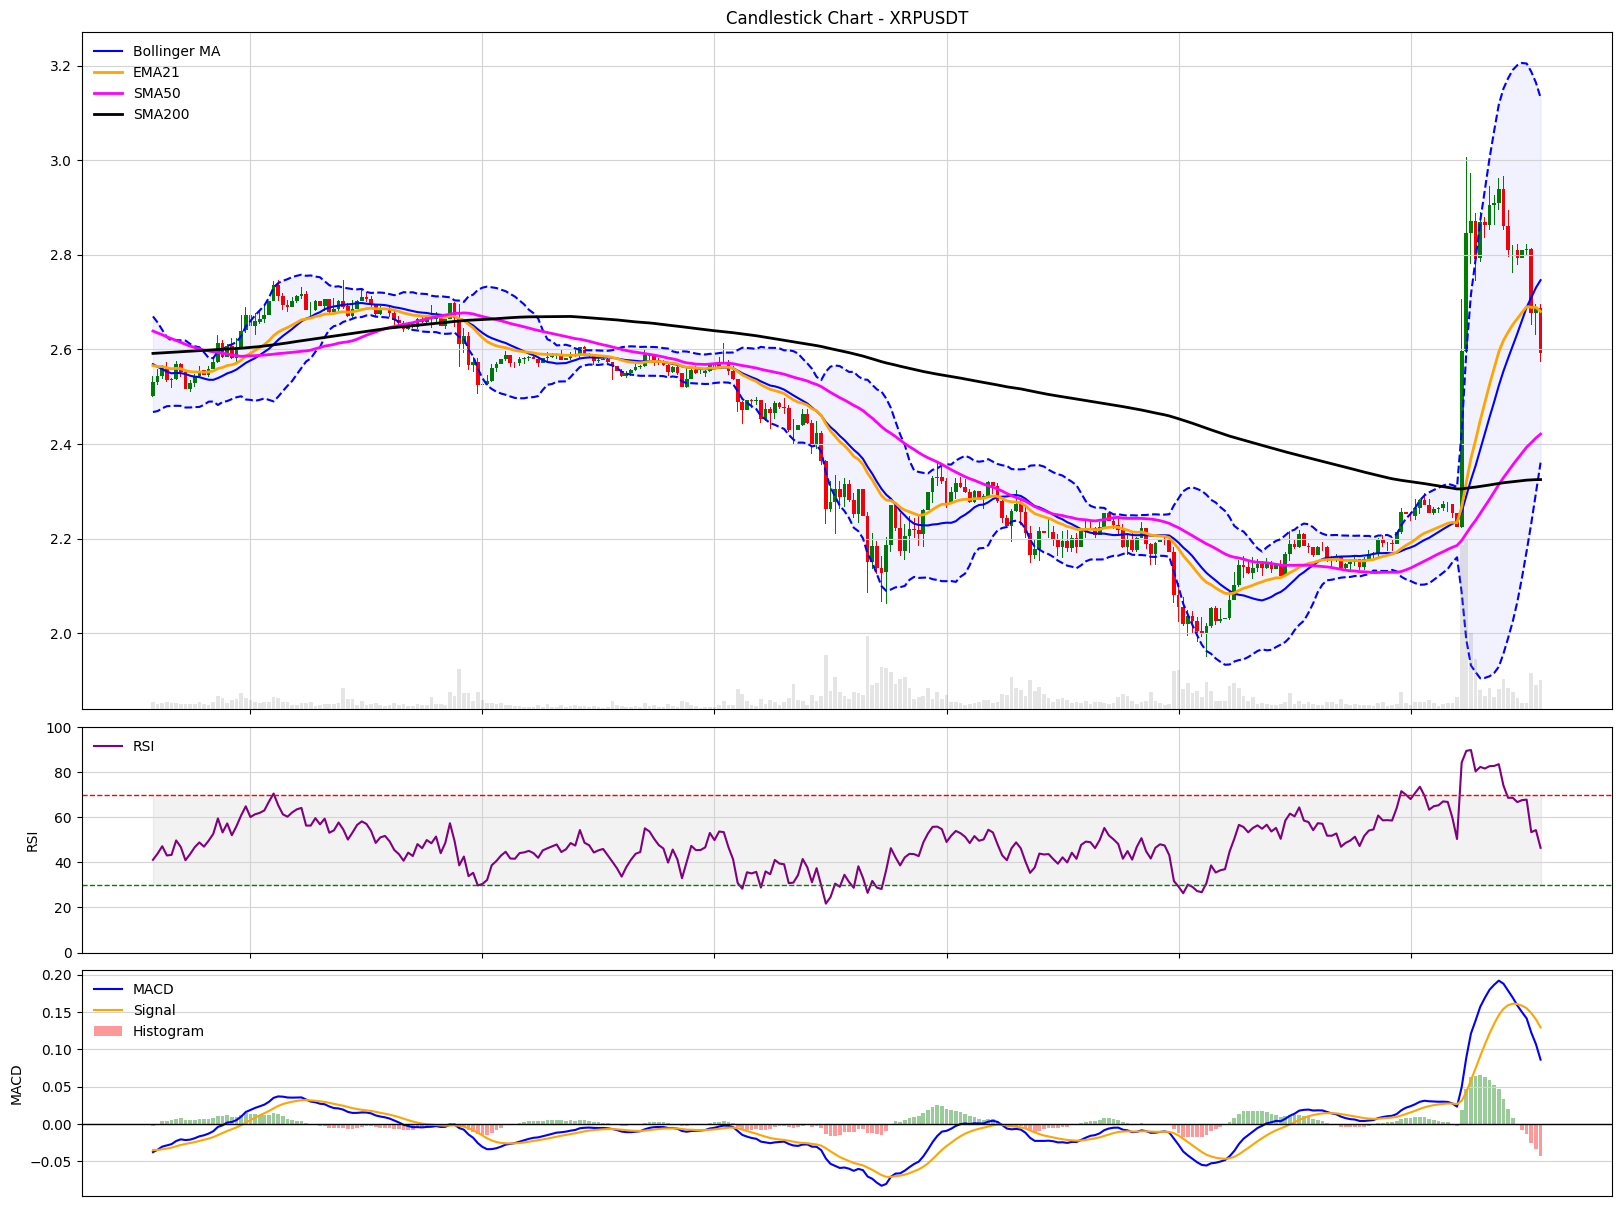 Candlestick Chart - XRPUSDT
Bollinger MA
EMA21
SMA50
SMA200
3.2
3.0
2.8
2.6
2.4
2.2
2.0
RSI
RSI
100
80
60
40
20
0
MACD
Signal
Histogram
MACD
0.20
0.15
0.10
0.05
0.00
−0.05